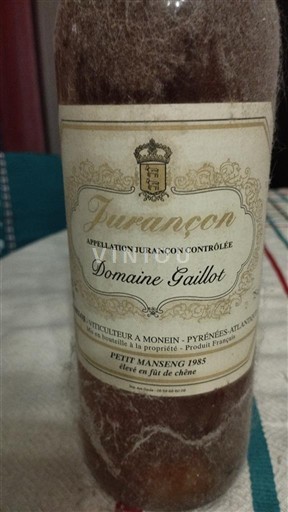 Jurançon
APPELLATION JURANÇON CONTRÔLÉE
VINTOU
Domaine Gaillot
VITICULTEUR A MONEIN - PYRÉNÉES-ATLANTIQUES
Mis en bouteille à la propriété - Produit Français
PETIT MANSENG 1985
élevé en fût de chêne